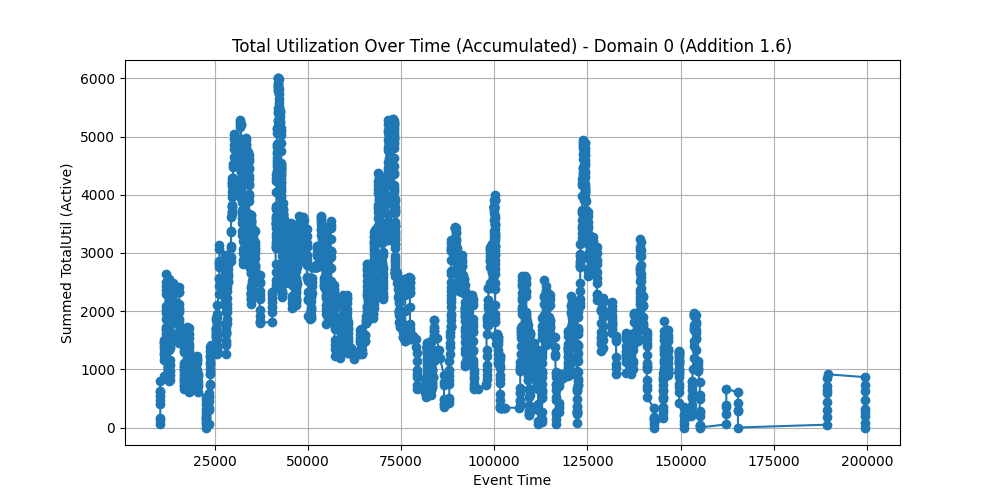 Total Utilization Over Time (Accumulated) - Domain 0 (Addition 1.6)
6000
5000
4000
3000
2000
1000
0
Summed TotalUtil (Active)
25000 50000 75000 100000 125000 150000 175000 200000
Event Time